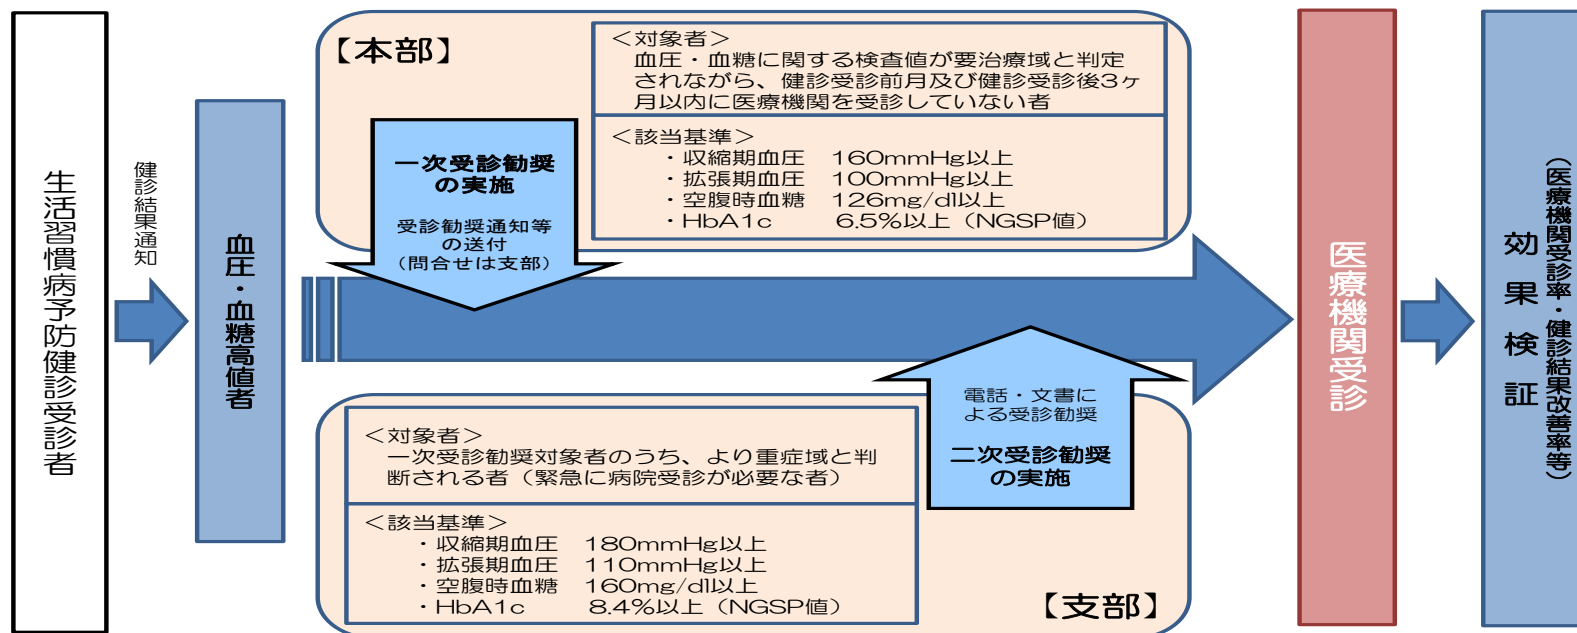 生活習慣病予防健診受診者
健診結果通知
血圧・血糖高値者
【本部】
＜対象者＞
血圧・血糖に関する検査値が要治療域と判定
されながら、健診受診前月及び健診受診後3ヶ
月以内に医療機関を受診していない者
＜該当基準＞
・収縮期血圧　160mmHg以上
・拡張期血圧　100mmHg以上
・空腹時血糖　126mg/dl以上
・HbA1c　6.5%以上（NGSP値）
一次受診勧奨
の実施
受診勧奨通知等
の送付
（問合せは支部）
＜対象者＞
一次受診勧奨対象者のうち、より重症域と判
断される者（緊急に病院受診が必要な者）
＜該当基準＞
・収縮期血圧　180mmHg以上
・拡張期血圧　110mmHg以上
・空腹時血糖　160mg/dl以上
・HbA1c　8.4%以上（NGSP値）
電話・文書に
よる受診勧奨
二次受診勧奨
の実施
【支部】
医療機関受診
効果検証
（医療機関受診率・健診結果改善率等）